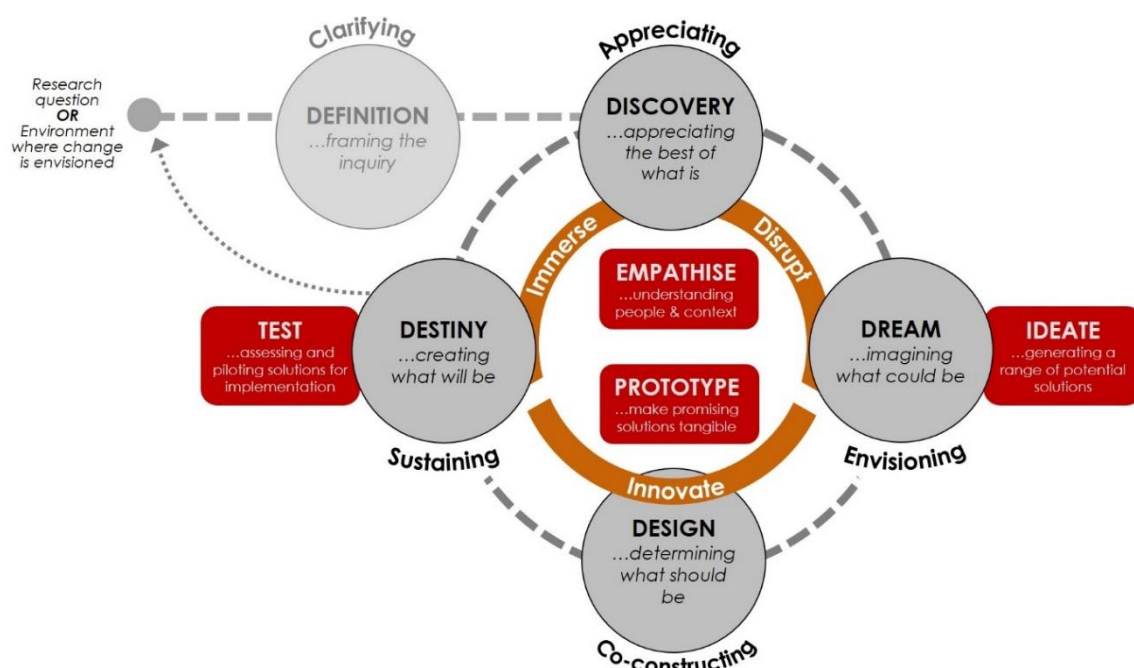 Clarifying
Appreciating
Research
question
OR
Environment
where change
is envisioned
DEFINITION
...framing the
inquiry
DISCOVERY
...appreciating
the best of
what is
Immerse
Disrupt
EMPATHISE
...understanding
people & context
TEST
...assessing and
piloting solutions for
implementation
DESTINY
...creating
what will be
DREAM
...imagining
what could be
IDEATE
...generating a
range of potential
solutions
PROTOTYPE
...make promising
solutions tangible
Sustaining
Envisioning
Innovate
DESIGN
...determining
what should
be
Co-constructing